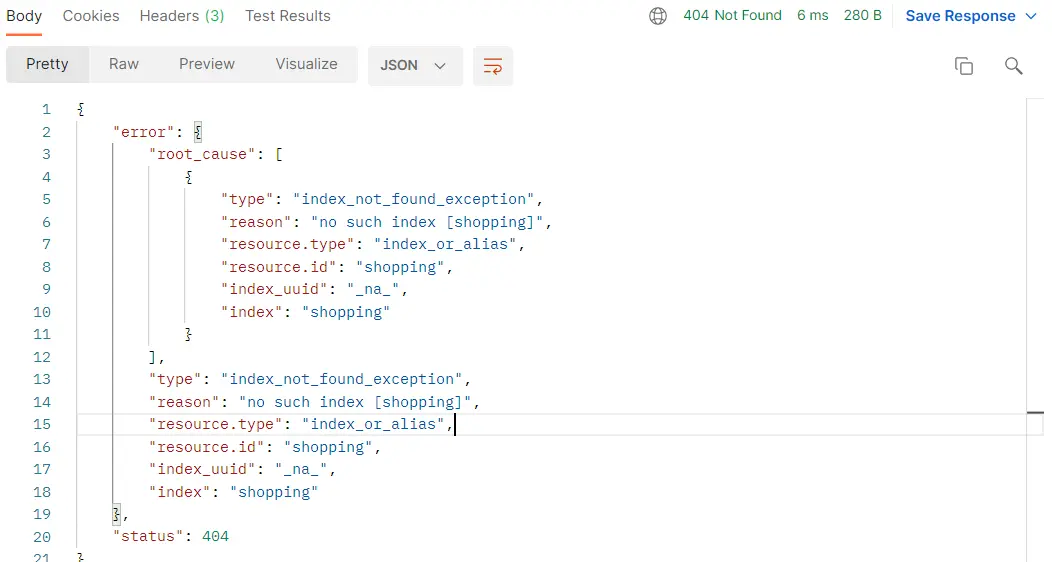 Body Cookies Headers (3) Test Results 404 Not Found 6 ms 280 B Save Response
Pretty Raw Preview Visualize JSON
1 {
2 "error": {
3 "root_cause": [
4 {
5 "type": "index_not_found_exception",
6 "reason": "no such index [shopping]",
7 "resource.type": "index_or_alias",
8 "resource.id": "shopping",
9 "index_uuid": "_na_",
10 "index": "shopping"
11 }
12 ],
13 "type": "index_not_found_exception",
14 "reason": "no such index [shopping]",
15 "resource.type": "index_or_alias",
16 "resource.id": "shopping",
17 "index_uuid": "_na_",
18 "index": "shopping"
19 },
20 "status": 404
21 }